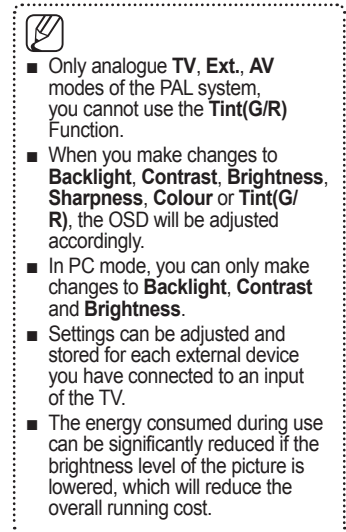 ■ Only analogue TV, Ext., AV
modes of the PAL system,
you cannot use the Tint(G/R)
Function.
■ When you make changes to
Backlight, Contrast, Brightness,
Sharpness, Colour or Tint(G/
R), the OSD will be adjusted
accordingly.
■ In PC mode, you can only make
changes to Backlight, Contrast
and Brightness.
■ Settings can be adjusted and
stored for each external device
you have connected to an input
of the TV.
■ The energy consumed during use
can be significantly reduced if the
brightness level of the picture is
lowered, which will reduce the
overall running cost.